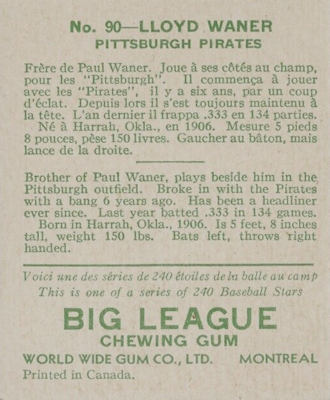 No. 90—LLOYD WANER
PITTSBURGH PIRATES
Frère de Paul Waner. Joue à ses côtés au champ,
pour les "Pittsburgh". Il commença à jouer
avec les "Pirates", il y a six ans, par un coup
d'éclat. Depuis lors il s'est toujours maintenu à
la tête. L'an dernier il frappa .333 en 134 parties.
Né à Harrah, Okla., en 1906. Mesure 5 pieds
8 pouces, pèse 150 livres. Gaucher au bâton, mais
lance de la droite.
Brother of Paul Waner, plays beside him in the
Pittsburgh outfield. Broke in with the Pirates
with a bang 6 years ago. Has been a headliner
ever since. Last year batted .333 in 134 games.
Born in Harrah, Okla., 1906. Is 5 feet, 8 inches
tall, weight 150 lbs. Bats left, throws right
handed.
Voici une des séries de 240 étoiles de la balle au camp
This is one of a series of 240 Baseball Stars
BIG LEAGUE
CHEWING GUM
WORLD WIDE GUM CO., LTD. MONTREAL
Printed in Canada.